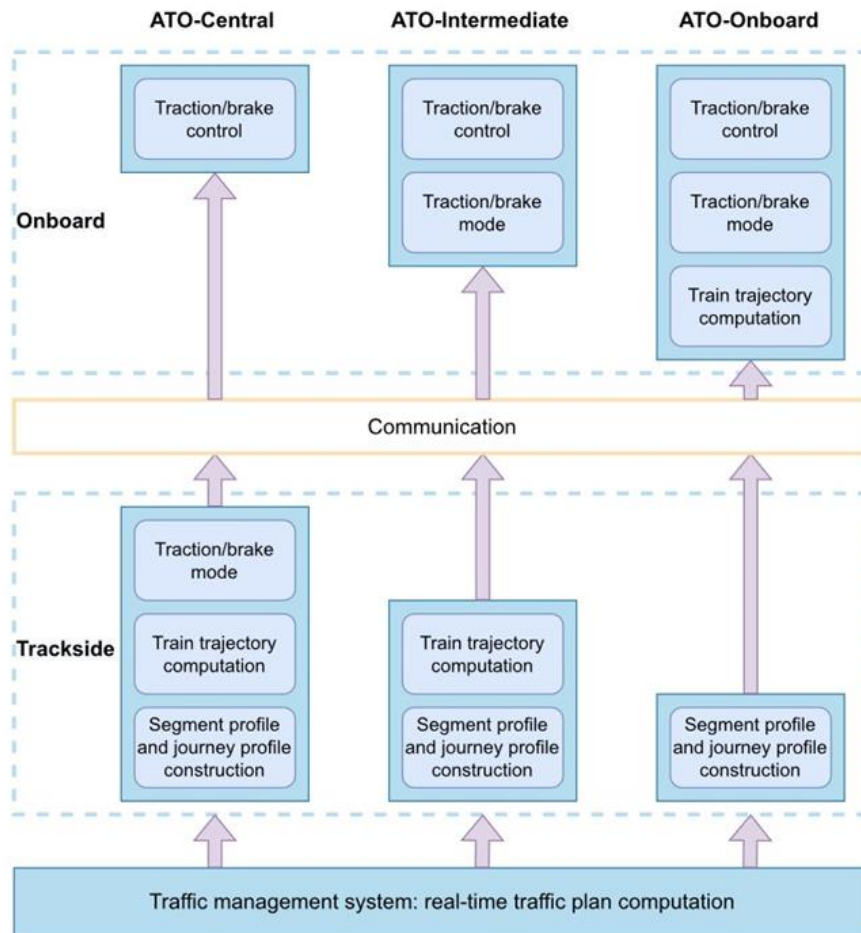 ATO-Central
ATO-Intermediate
ATO-Onboard
Onboard
Traction/brake
control
Traction/brake
control
Traction/brake
mode
Traction/brake
control
Traction/brake
mode
Train trajectory
computation
Communication
Trackside
Traction/brake
mode
Train trajectory
computation
Segment profile
and journey profile
construction
Train trajectory
computation
Segment profile
and journey profile
construction
Segment profile
and journey profile
construction
Traffic management system: real-time traffic plan computation